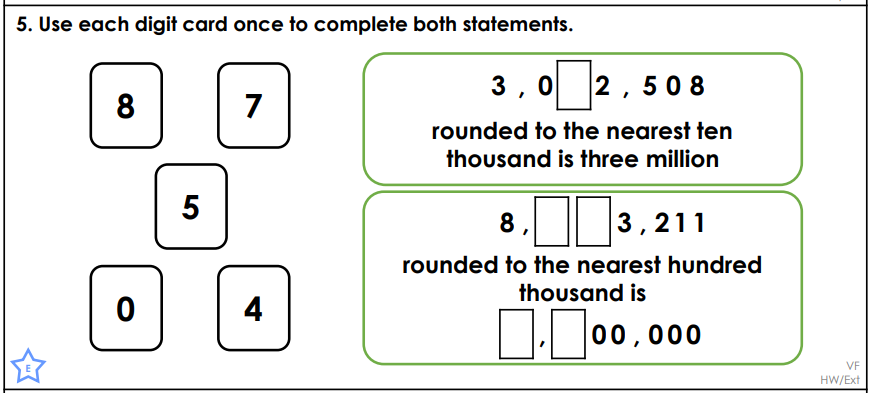 5. Use each digit card once to complete both statements.
8 7
5
0 4
3 , 0 2 , 5 0 8
rounded to the nearest ten
thousand is three million
8 , 3 , 2 1 1
rounded to the nearest hundred
thousand is
, 0 0 , 0 0 0
E
VF
HW/Ext